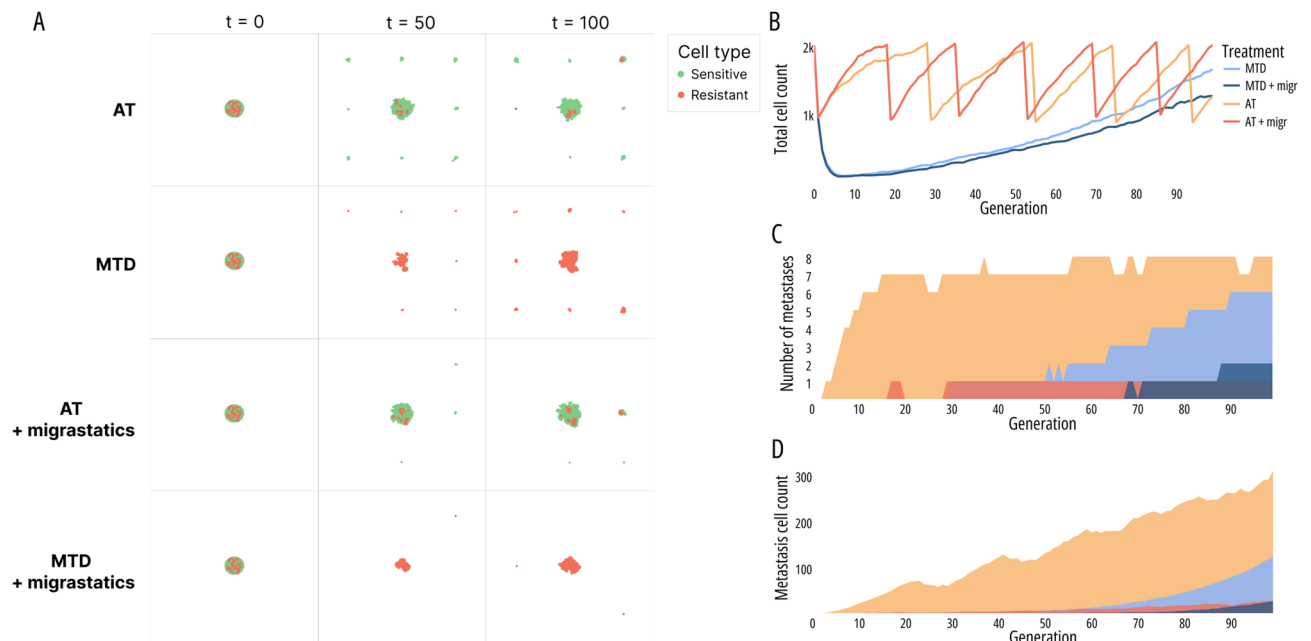 A
t = 0
t = 50
t = 100
AT
MTD
AT
+ migrastatics
MTD
+ migrastatics
Cell type
Sensitive
Resistant
B
Total cell count
2k
1k
0 10 20 30 40 50 60 70 80 90
Generation
Treatment
MTD
MTD + migr
AT
AT + migr
C
Number of metastases
8
7
6
5
4
3
2
1
0 10 20 30 40 50 60 70 80 90
Generation
D
Metastasis cell count
300
200
100
0 10 20 30 40 50 60 70 80 90
Generation